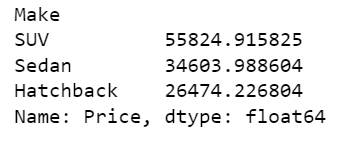 Make
SUV          55824.915825
Sedan        34603.988604
Hatchback    26474.226804
Name: Price, dtype: float64